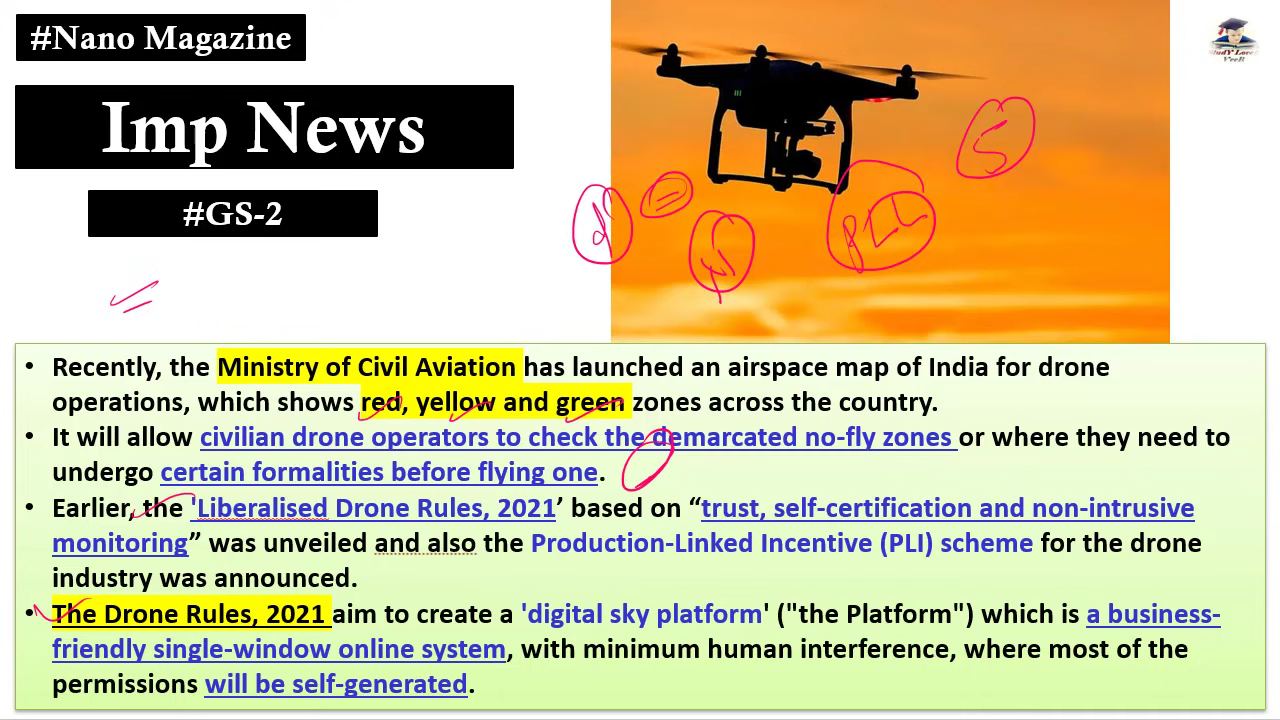 #Nano Magazine
Imp News
#GS-2
StudY LoveR
VeeR
S
PLI
• Recently, the Ministry of Civil Aviation has launched an airspace map of India for drone
operations, which shows red, yellow and green zones across the country.
• It will allow civilian drone operators to check the demarcated no-fly zones or where they need to
undergo certain formalities before flying one.
• Earlier, the 'Liberalised Drone Rules, 2021’ based on “trust, self-certification and non-intrusive
monitoring” was unveiled and also the Production-Linked Incentive (PLI) scheme for the drone
industry was announced.
• The Drone Rules, 2021 aim to create a 'digital sky platform' ("the Platform") which is a business-
friendly single-window online system, with minimum human interference, where most of the
permissions will be self-generated.